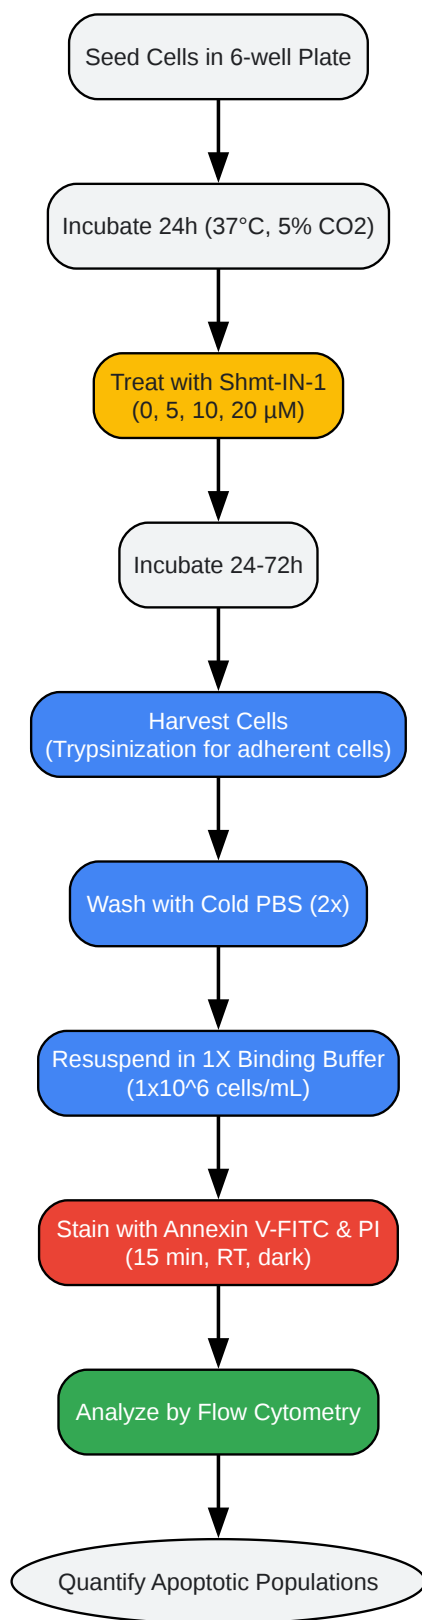 Seed Cells in 6-well Plate
Incubate 24h (37°C, 5% CO2)
Treat with Shmt-IN-1
(0, 5, 10, 20 µM)
Incubate 24-72h
Harvest Cells
(Trypsinization for adherent cells)
Wash with Cold PBS (2x)
Resuspend in 1X Binding Buffer
(1x10^6 cells/mL)
Stain with Annexin V-FITC & PI
(15 min, RT, dark)
Analyze by Flow Cytometry
Quantify Apoptotic Populations